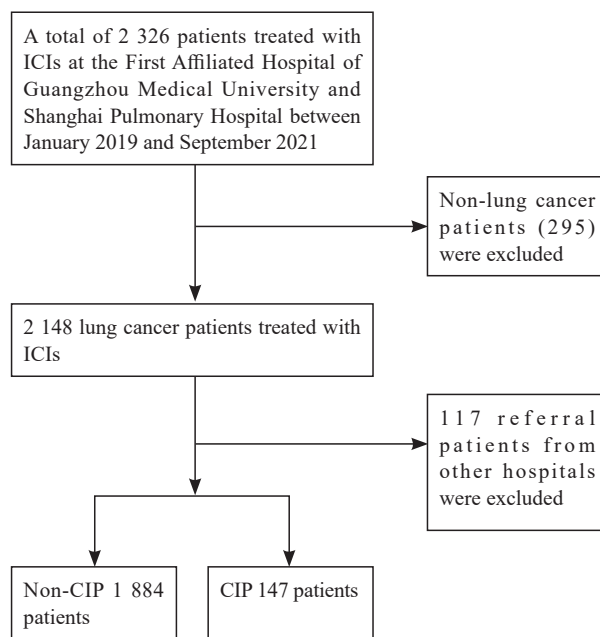 A total of 2 326 patients treated with
ICIs at the First Affiliated Hospital of
Guangzhou Medical University and
Shanghai Pulmonary Hospital between
January 2019 and September 2021
Non-lung cancer
patients (295)
were excluded
2 148 lung cancer patients treated with
ICIs
117 referral
patients from
other hospitals
were excluded
Non-CIP 1 884
patients
CIP 147 patients